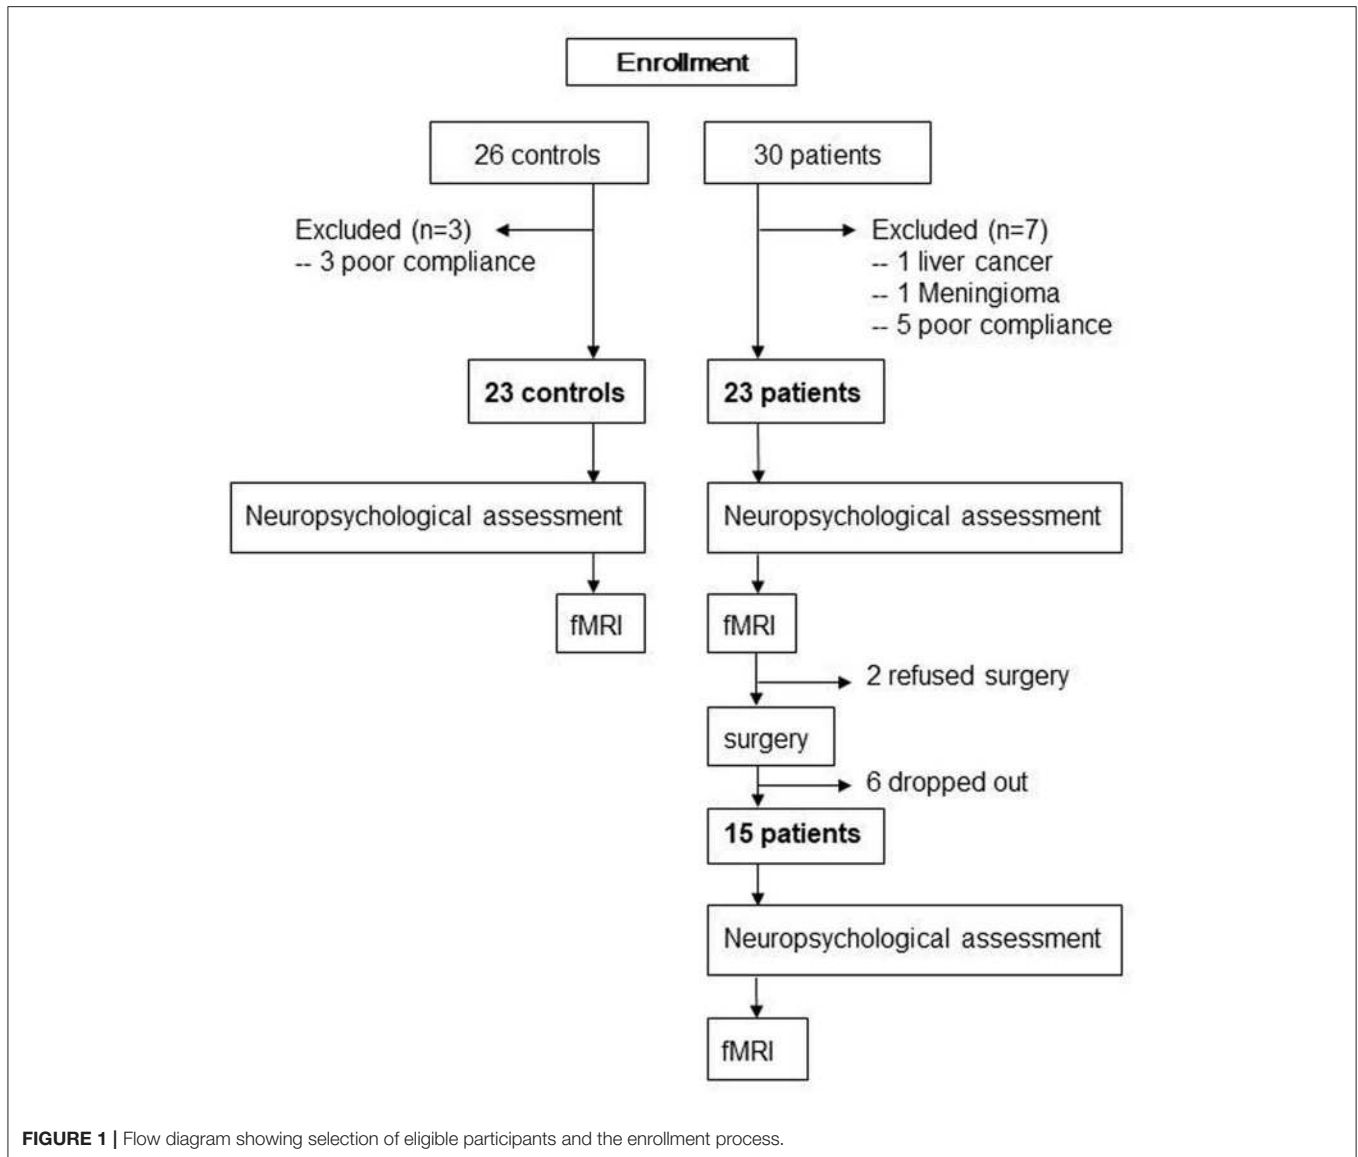 Enrollment
26 controls
30 patients
Excluded (n=3)
-- 3 poor compliance
Excluded (n=7)
-- 1 liver cancer
-- 1 Meningioma
-- 5 poor compliance
23 controls
23 patients
Neuropsychological assessment
Neuropsychological assessment
fMRI
fMRI
2 refused surgery
surgery
6 dropped out
15 patients
Neuropsychological assessment
fMRI
FIGURE 1 | Flow diagram showing selection of eligible participants and the enrollment process.